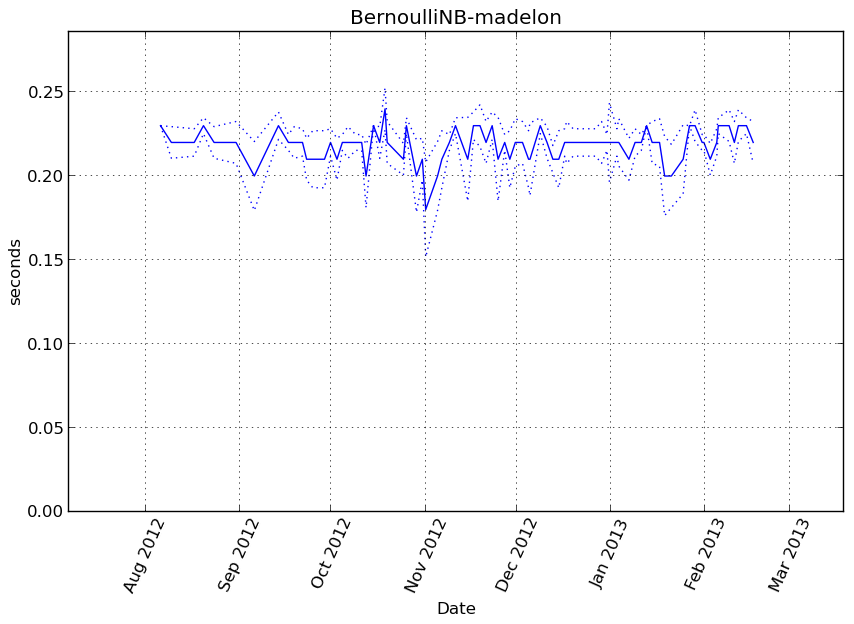 BernoulliNB-madelon
0.25
0.20
0.15
0.10
0.05
0.00
seconds
Aug 2012
Sep 2012
Oct 2012
Nov 2012
Dec 2012
Jan 2013
Feb 2013
Mar 2013
Date